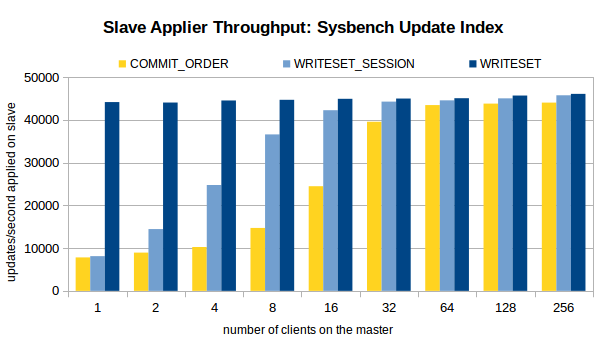 Slave Applier Throughput: Sysbench Update Index
COMMIT_ORDER WRITESET_SESSION WRITESET
50000
40000
30000
20000
10000
0
updates/second applied on slave
1 2 4 8 16 32 64 128 256
number of clients on the master